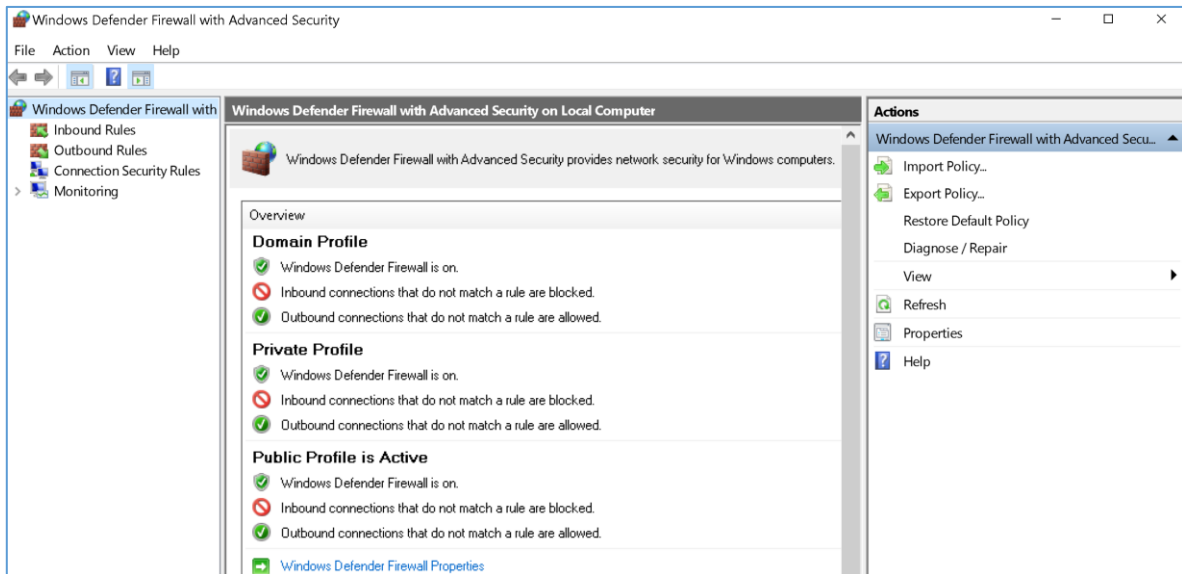 Windows Defender Firewall with Advanced Security
File Action View Help
Windows Defender Firewall with
Inbound Rules
Outbound Rules
Connection Security Rules
Monitoring
Windows Defender Firewall with Advanced Security on Local Computer
Windows Defender Firewall with Advanced Security provides network security for Windows computers.
Overview
Domain Profile
Windows Defender Firewall is on.
Inbound connections that do not match a rule are blocked.
Outbound connections that do not match a rule are allowed.
Private Profile
Windows Defender Firewall is on.
Inbound connections that do not match a rule are blocked.
Outbound connections that do not match a rule are allowed.
Public Profile is Active
Windows Defender Firewall is on.
Inbound connections that do not match a rule are blocked.
Outbound connections that do not match a rule are allowed.
Windows Defender Firewall Properties
Actions
Windows Defender Firewall with Advanced Secu...
Import Policy...
Export Policy...
Restore Default Policy
Diagnose / Repair
View
Refresh
Properties
Help